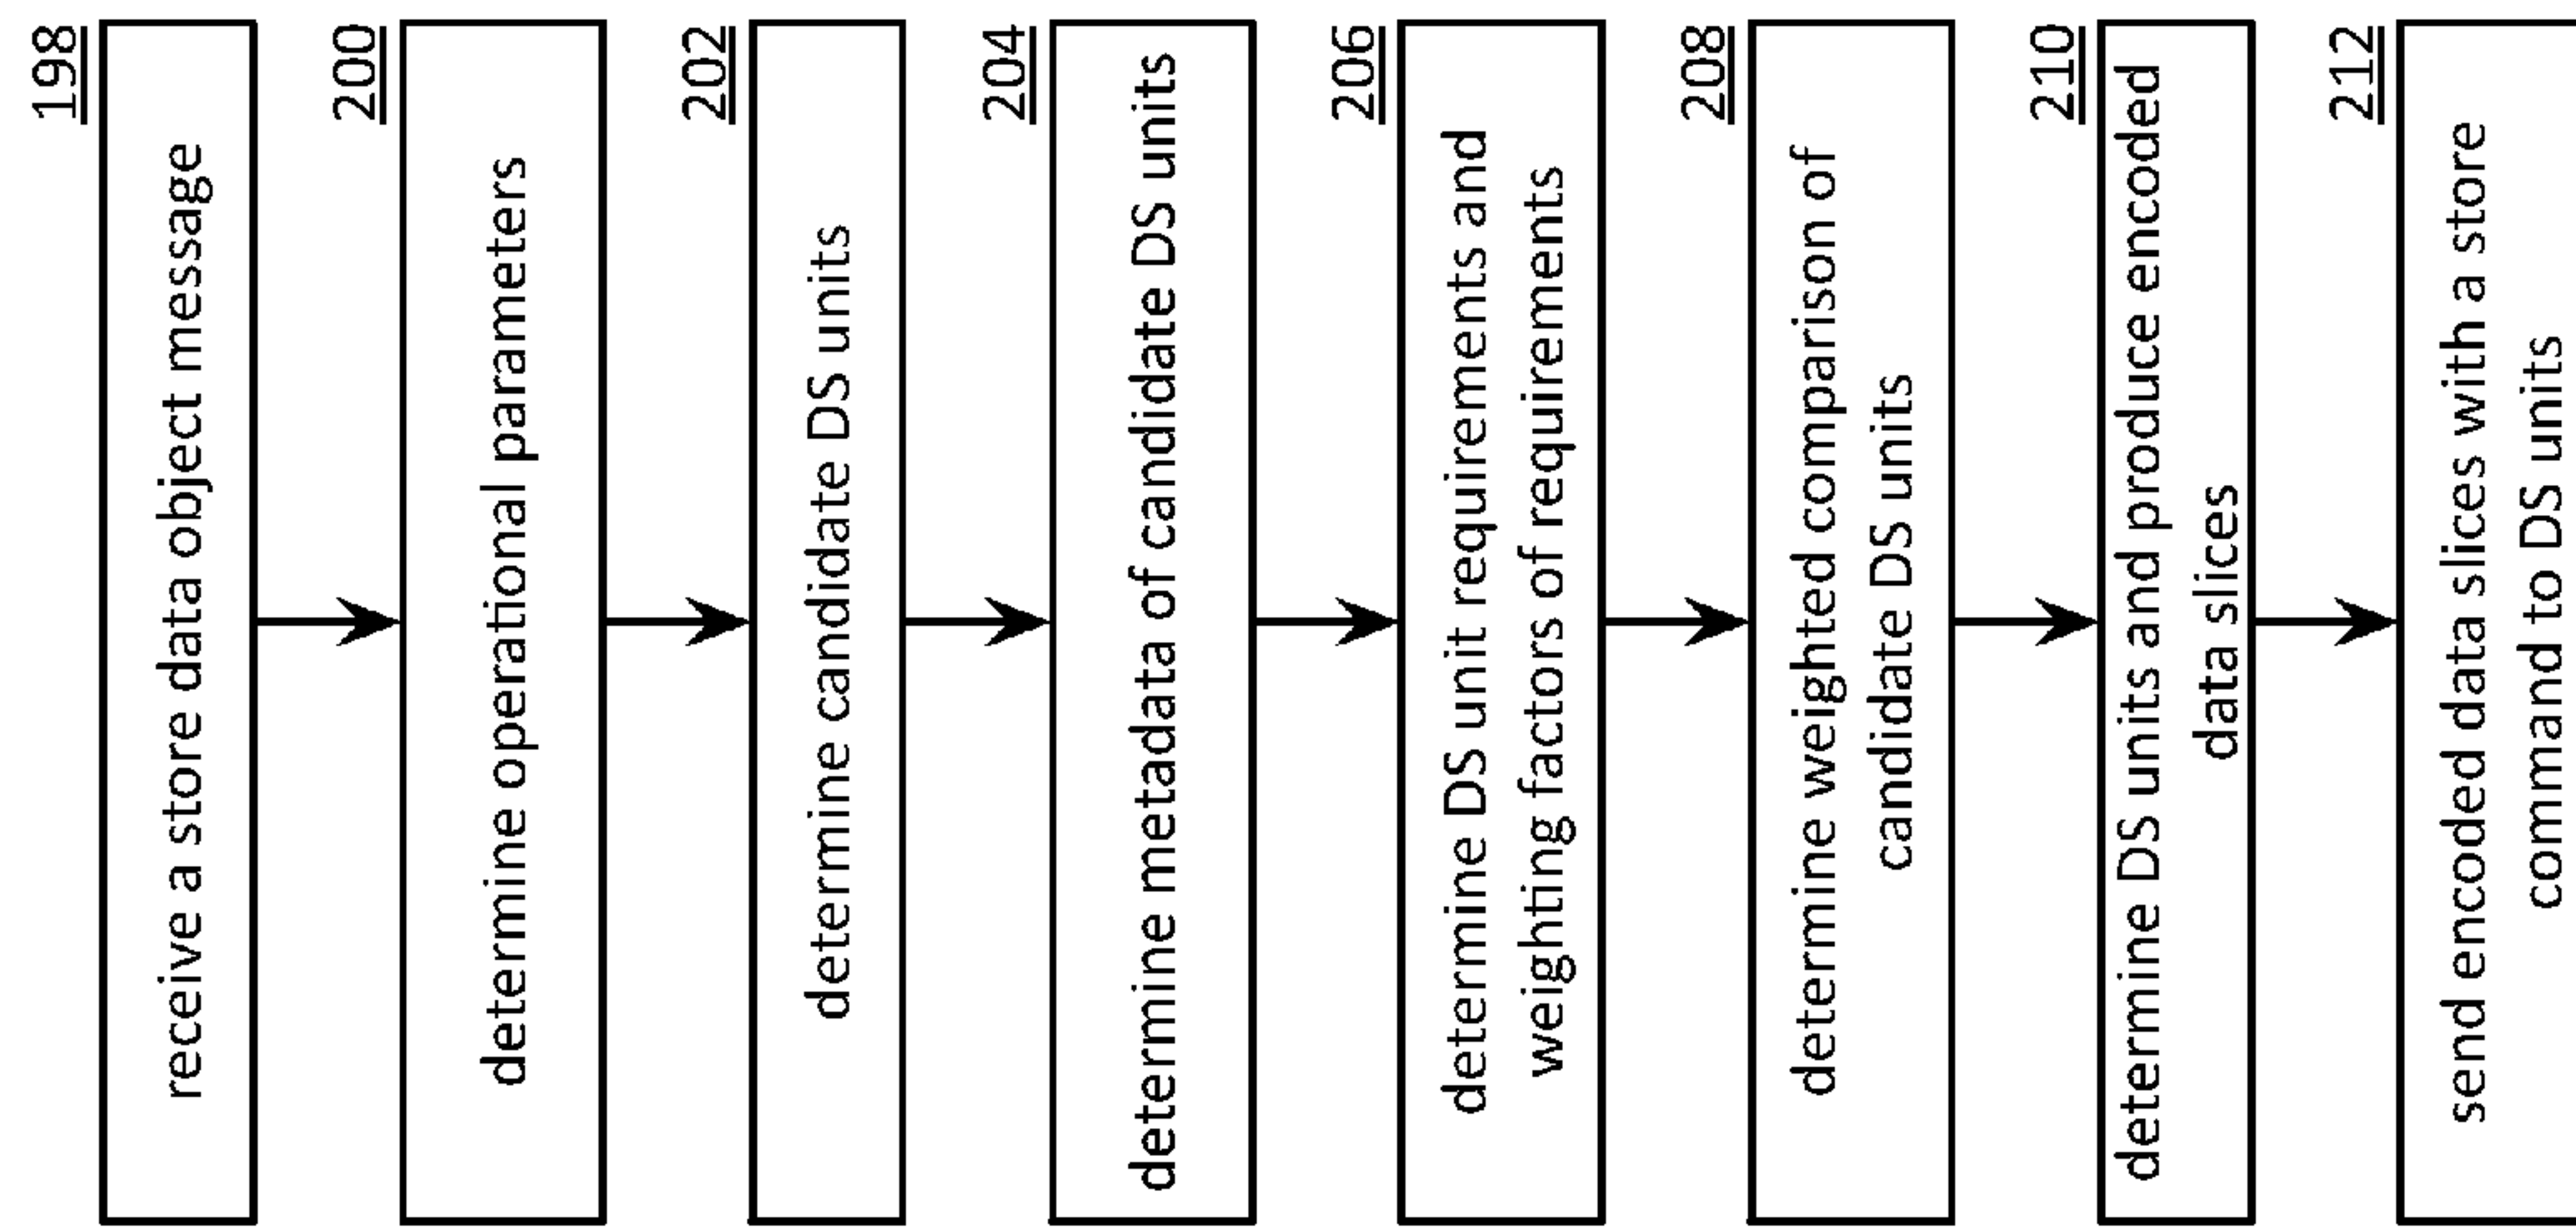 198
receive a store data object message
200
determine operational parameters
202
determine candidate DS units
204
determine metadata of candidate DS units
206
determine DS unit requirements and
weighting factors of requirements
208
determine weighted comparison of
candidate DS units
210
determine DS units and produce encoded
data slices
212
send encoded data slices with a store
command to DS units